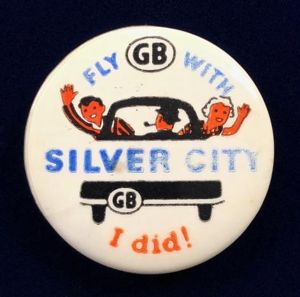 FLY GB WITH
SILVER CITY
GB
I did!